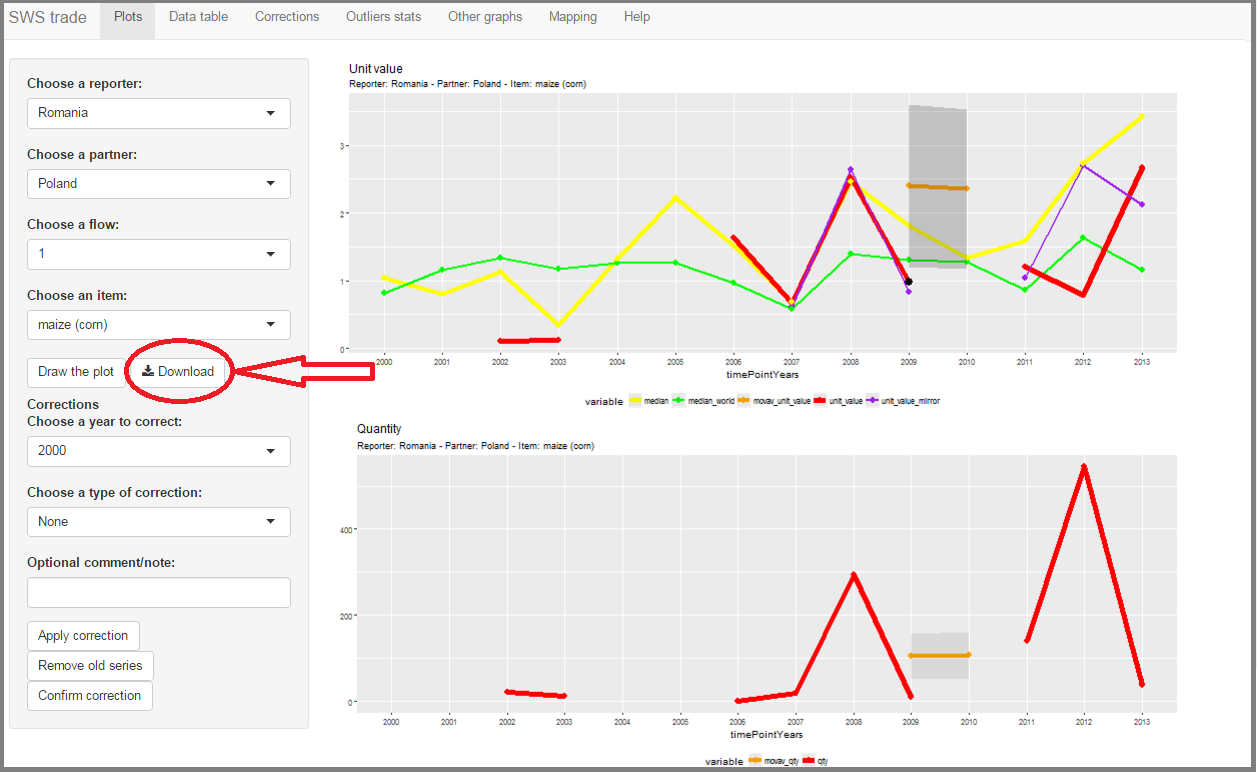 SWS trade Plots Data table Corrections Outliers stats Other graphs Mapping Help
Choose a reporter:
Romania
Choose a partner:
Poland
Choose a flow:
1
Choose an item:
maize (corn)
Draw the plot Download
Corrections
Choose a year to correct:
2000
Choose a type of correction:
None
Optional comment/note:
Apply correction
Remove old series
Confirm correction
Unit value
Reporter: Romania - Partner: Poland - Item: maize (corn)
3
2
1
0
2000 2001 2002 2003 2004 2005 2006 2007 2008 2009 2010 2011 2012 2013
timePointYears
variable median median_world movav_unit_value unit_value unit_value_mirror
Quantity
Reporter: Romania - Partner: Poland - Item: maize (corn)
400
200
0
2000 2001 2002 2003 2004 2005 2006 2007 2008 2009 2010 2011 2012 2013
timePointYears
variable movav_qty qty